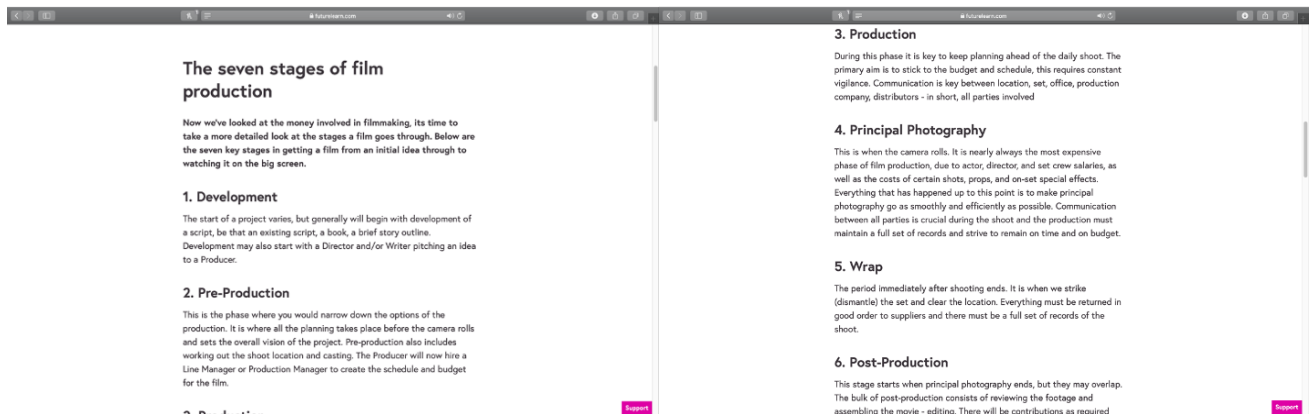 futurelearn.com
The seven stages of film
production
Now we've looked at the money involved in filmmaking, its time to
take a more detailed look at the stages a film goes through. Below are
the seven key stages in getting a film from an initial idea through to
watching it on the big screen.
1. Development
The start of a project varies, but generally will begin with development of
a script, be that an existing script, a book, a brief story outline.
Development may also start with a Director and/or Writer pitching an idea
to a Producer.
2. Pre-Production
This is the phase where you would narrow down the options of the
production. It is where all the planning takes place before the camera rolls
and sets the overall vision of the project. Pre-production also includes
working out the shoot location and casting. The Producer will now hire a
Line Manager or Production Manager to create the schedule and budget
for the film.
3. Production
Support
futurelearn.com
3. Production
During this phase it is key to keep planning ahead of the daily shoot. The
primary aim is to stick to the budget and schedule, this requires constant
vigilance. Communication is key between location, set, office, production
company, distributors - in short, all parties involved
4. Principal Photography
This is when the camera rolls. It is nearly always the most expensive
phase of film production, due to actor, director, and set crew salaries, as
well as the costs of certain shots, props, and on-set special effects.
Everything that has happened up to this point is to make principal
photography go as smoothly and efficiently as possible. Communication
between all parties is crucial during the shoot and the production must
maintain a full set of records and strive to remain on time and on budget.
5. Wrap
The period immediately after shooting ends. It is when we strike
(dismantle) the set and clear the location. Everything must be returned in
good order to suppliers and there must be a full set of records of the
shoot.
6. Post-Production
This stage starts when principal photography ends, but they may overlap.
The bulk of post-production consists of reviewing the footage and
assembling the movie - editing. There will be contributions as required
Support